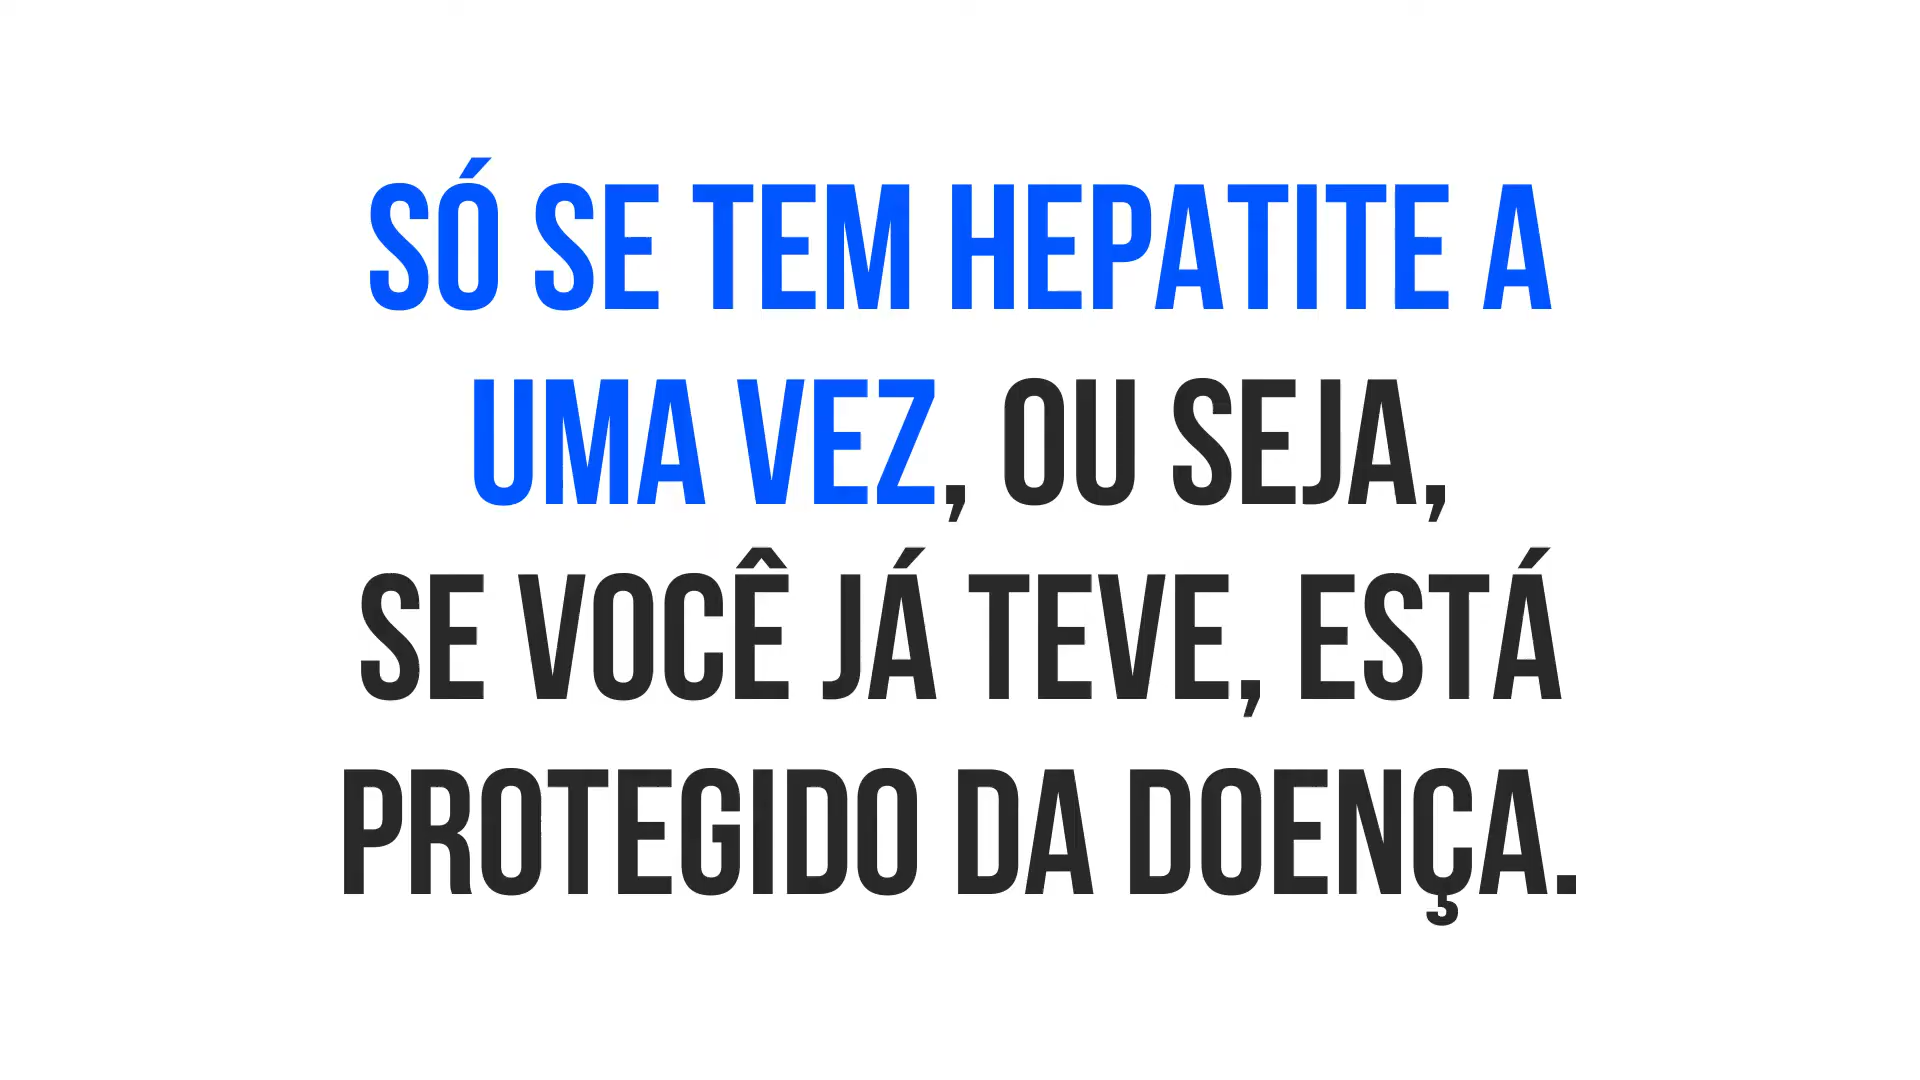 SÓ SE TEM HEPATITE A
UMA VEZ, OU SEJA,
SE VOCÊ JÁ TEVE, ESTÁ
PROTEGIDO DA DOENÇA.